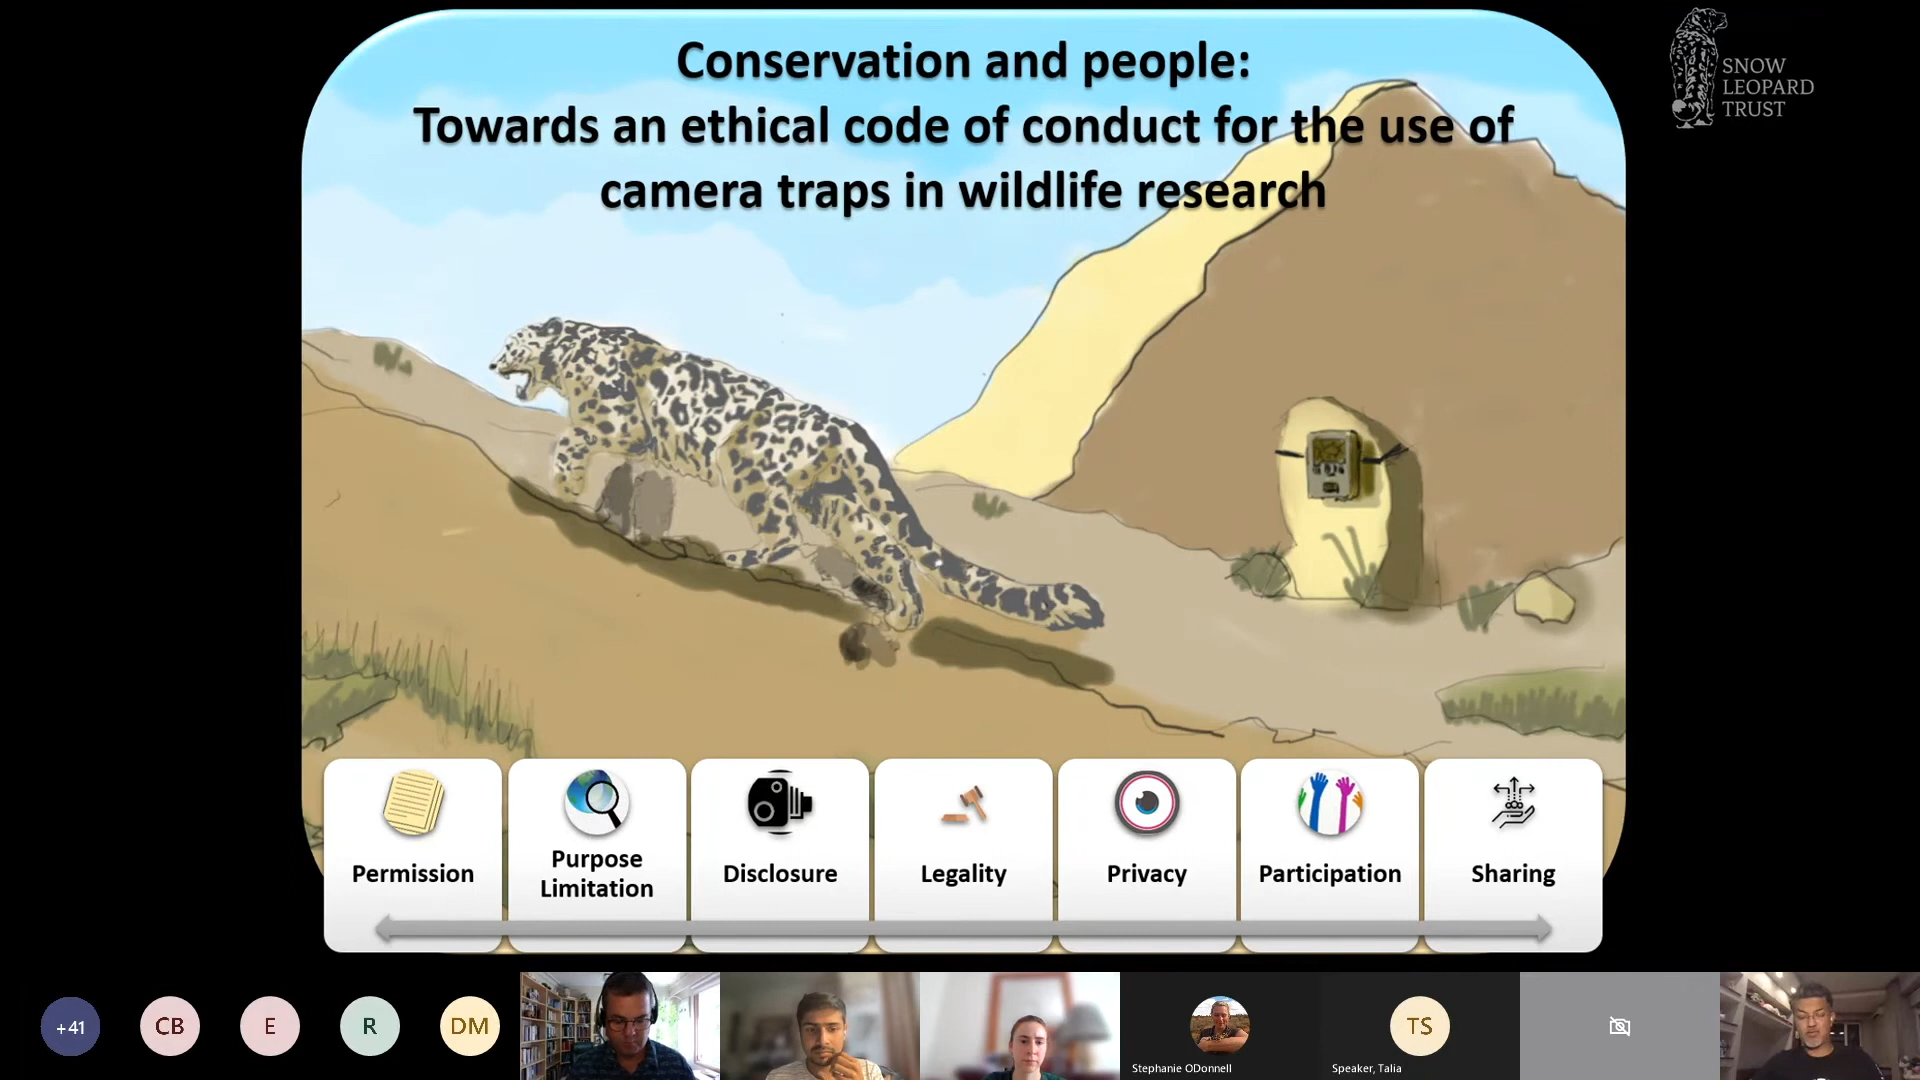 Conservation and people:
Towards an ethical code of conduct for the use of
camera traps in wildlife research
SNOW
LEOPARD
TRUST
Permission
Purpose
Limitation
Disclosure
Legality
Privacy
Participation
Sharing
+41
CB
E
R
DM
Stephanie ODonnell
TS
Speaker, Talia